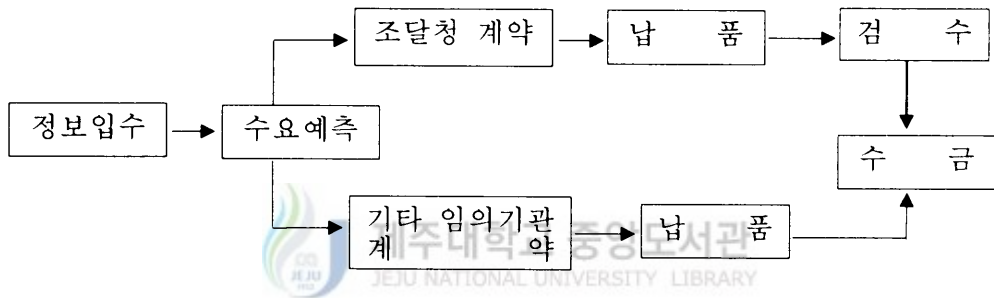 조달청 계약
납 품
검 수
정보입수
수요예측
수 금
기타 임의기관
계 약
납 품
제주대학교 중앙도서관
JEJU NATIONAL UNIVERSITY LIBRARY
JEJU
1952